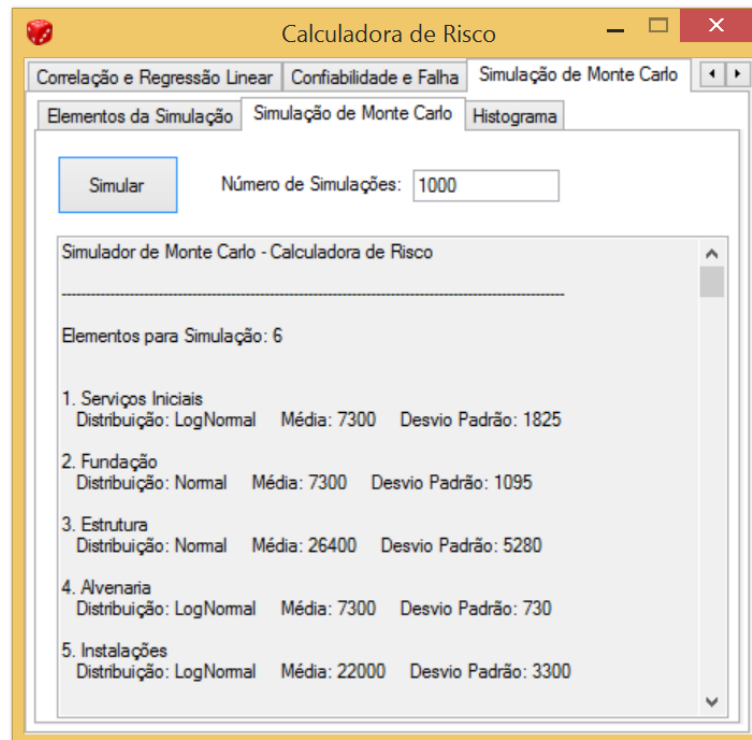 Calculadora de Risco
Correlação e Regressão Linear Confiabilidade e Falha Simulação de Monte Carlo
Elementos da Simulação Simulação de Monte Carlo Histograma
Simular Número de Simulações: 1000
Simulador de Monte Carlo - Calculadora de Risco
Elementos para Simulação: 6
1. Serviços Iniciais
Distribuição: LogNormal Média: 7300 Desvio Padrão: 1825
2. Fundação
Distribuição: Normal Média: 7300 Desvio Padrão: 1095
3. Estrutura
Distribuição: Normal Média: 26400 Desvio Padrão: 5280
4. Alvenaria
Distribuição: LogNormal Média: 7300 Desvio Padrão: 730
5. Instalações
Distribuição: LogNormal Média: 22000 Desvio Padrão: 3300